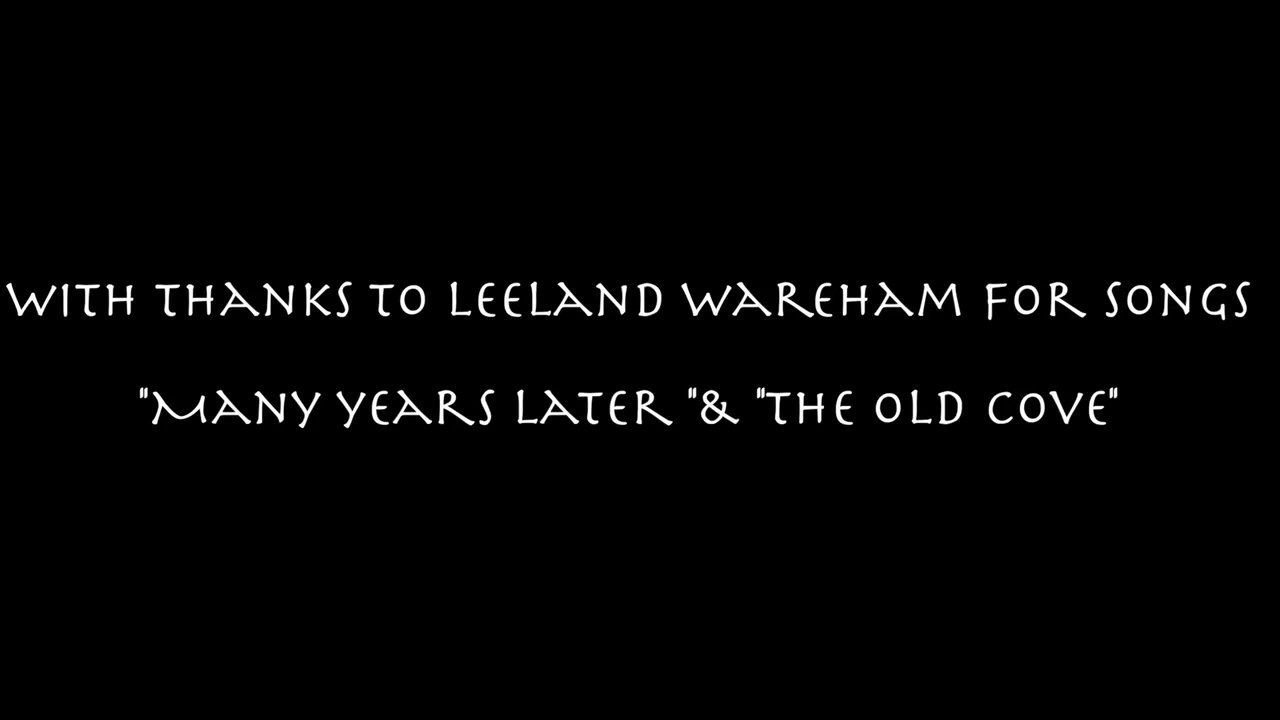 WITH THANKS TO LEELAND WAREHAM FOR SONGS
"MANY YEARS LATER "& "THE OLD COVE"